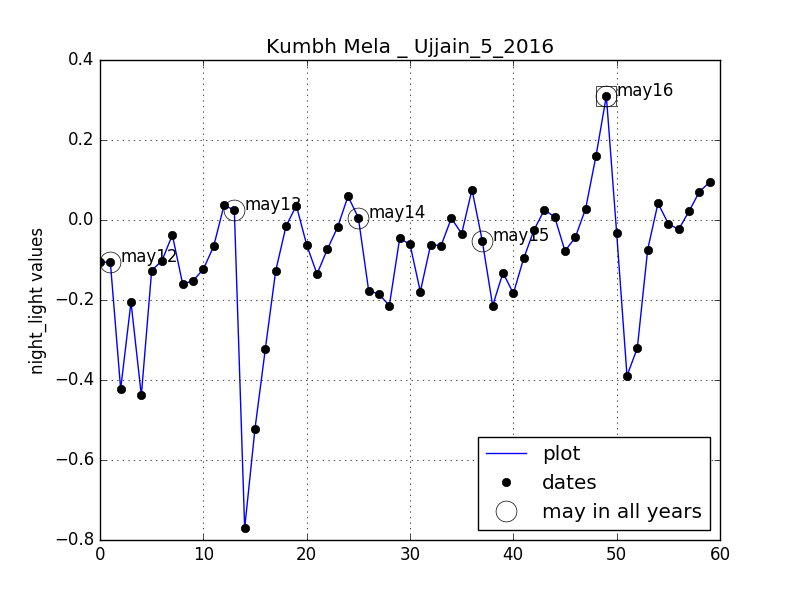 Kumbh Mela _ Ujjain_5_2016
0.4
0.2
0.0
−0.2
−0.4
−0.6
−0.8
night_light values
may12
may13
may14
may15
may16
plot
dates
may in all years
0 10 20 30 40 50 60